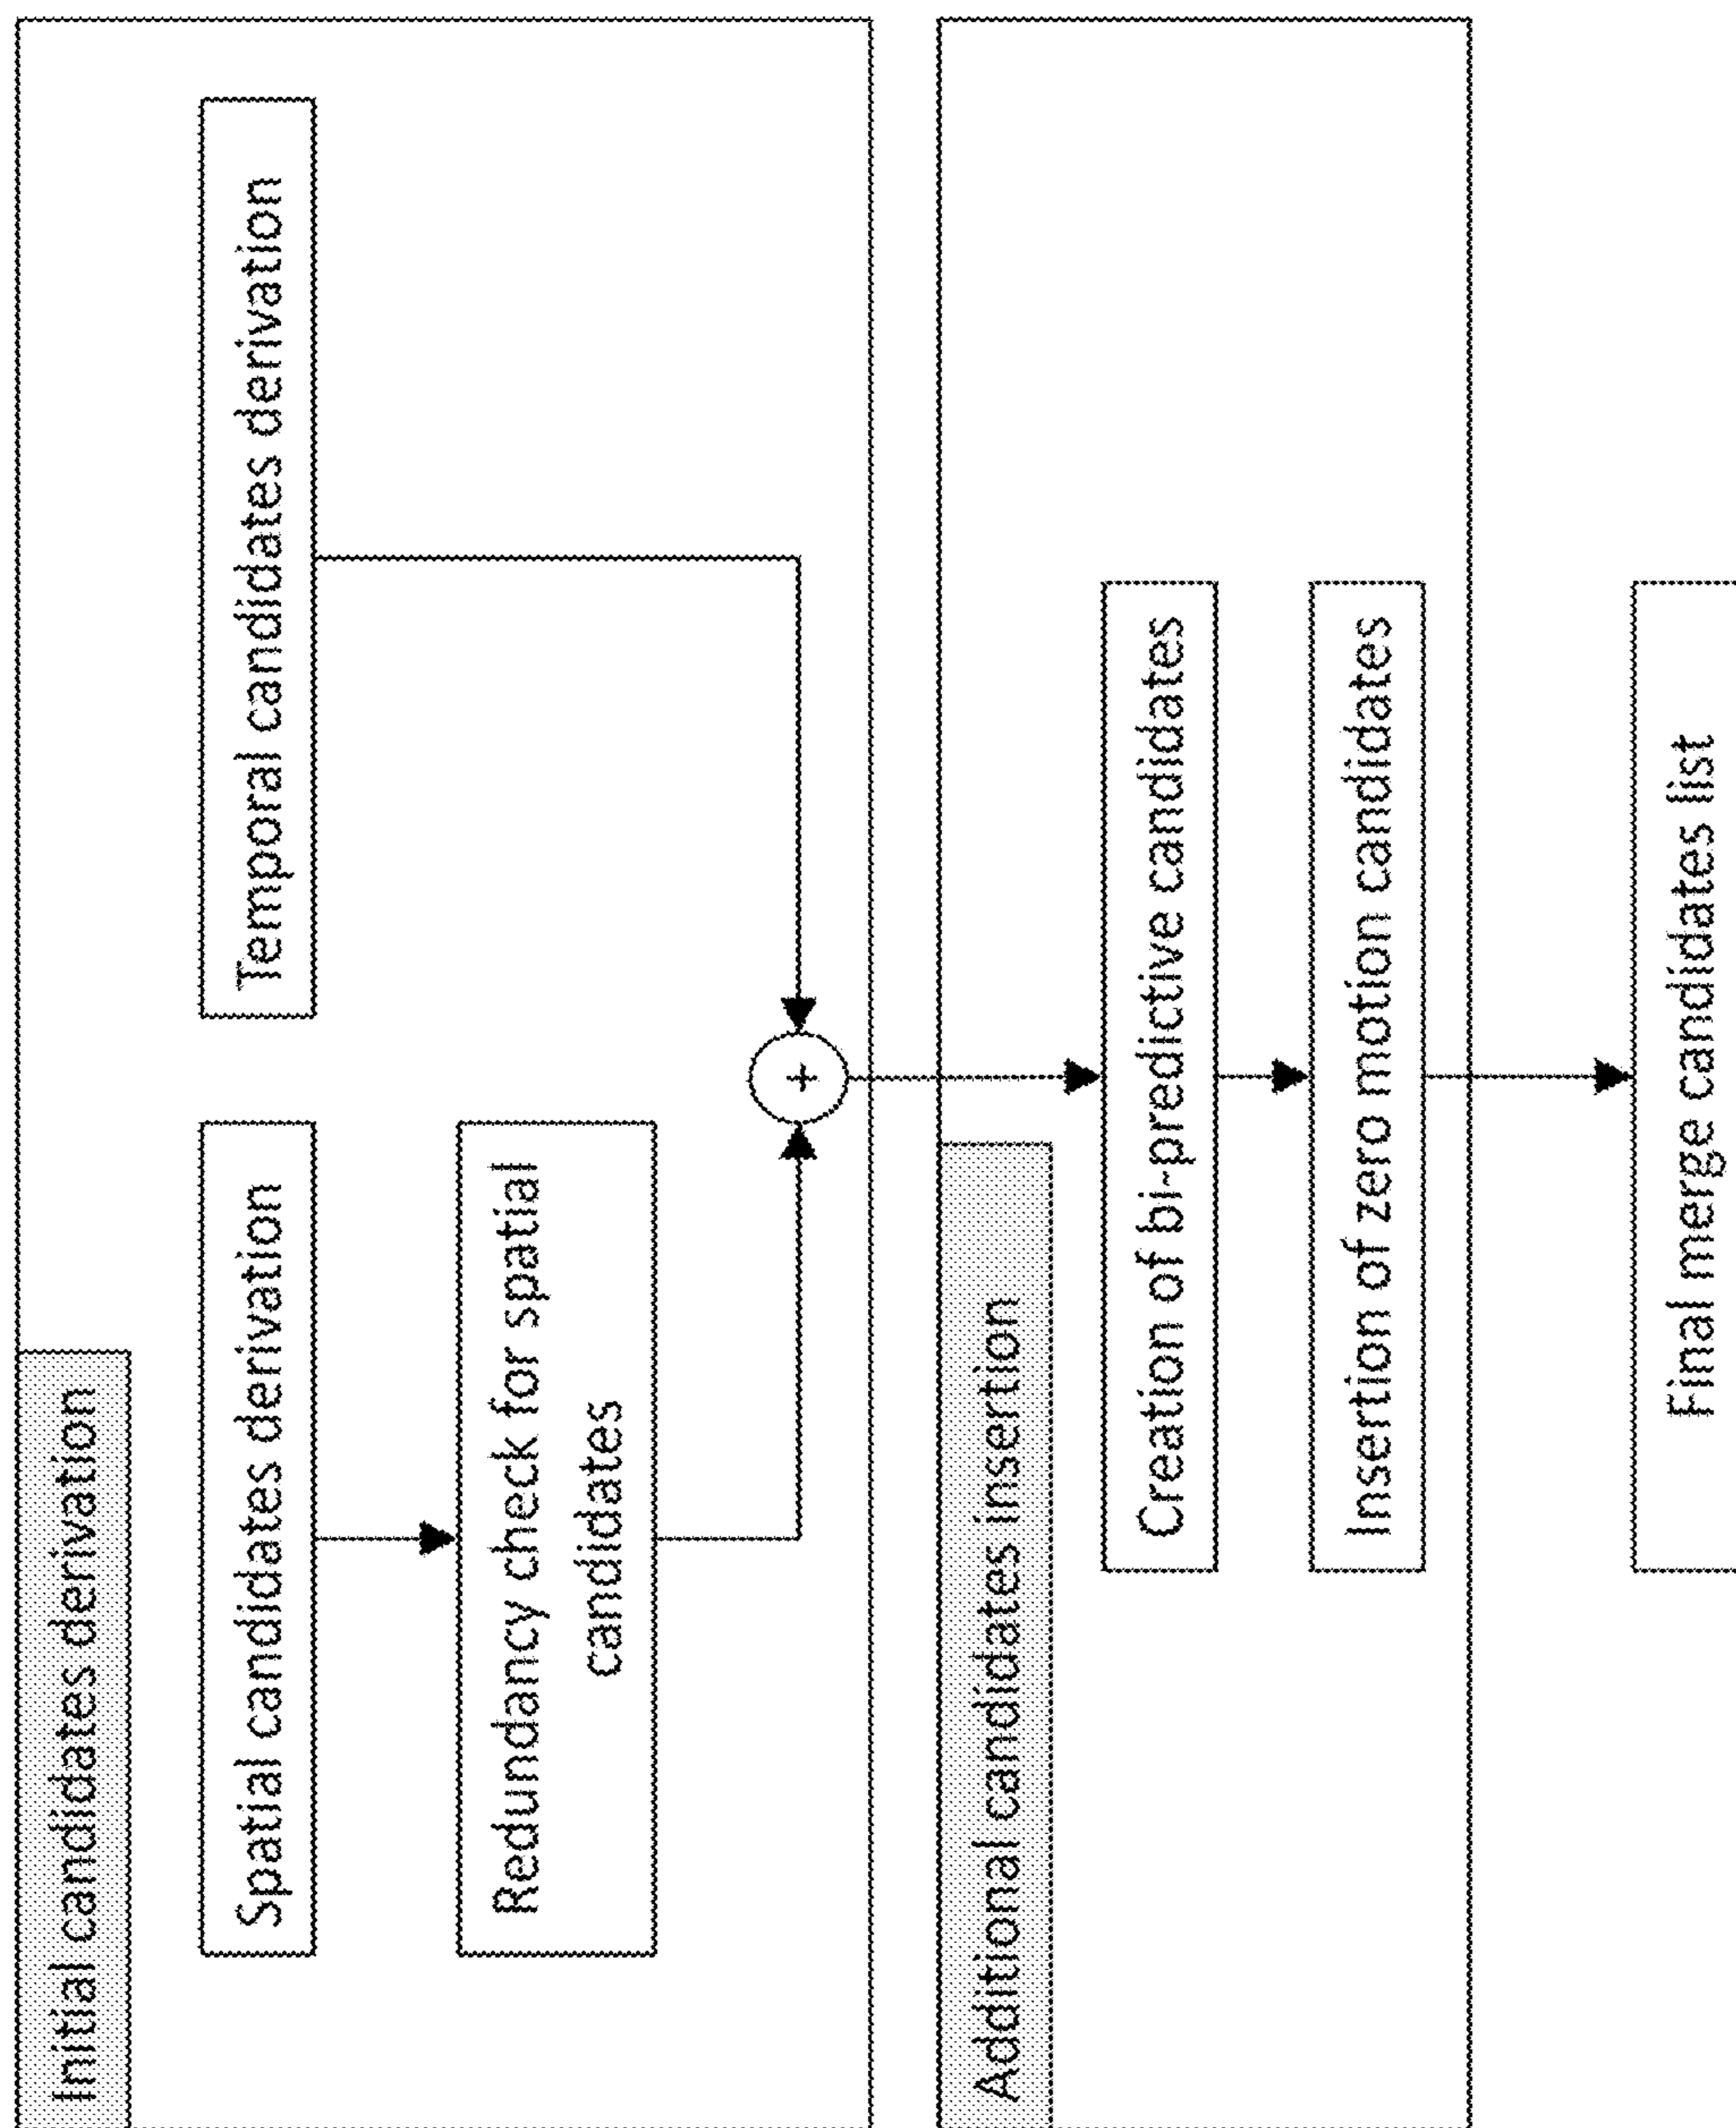 Initial candidates derivation
Spatial candidates derivation
Temporal candidates derivation
Redundancy check for spatial
candidates
+
Additional candidates insertion
Creation of bi-predictive candidates
Insertion of zero motion candidates
Final merge candidates list